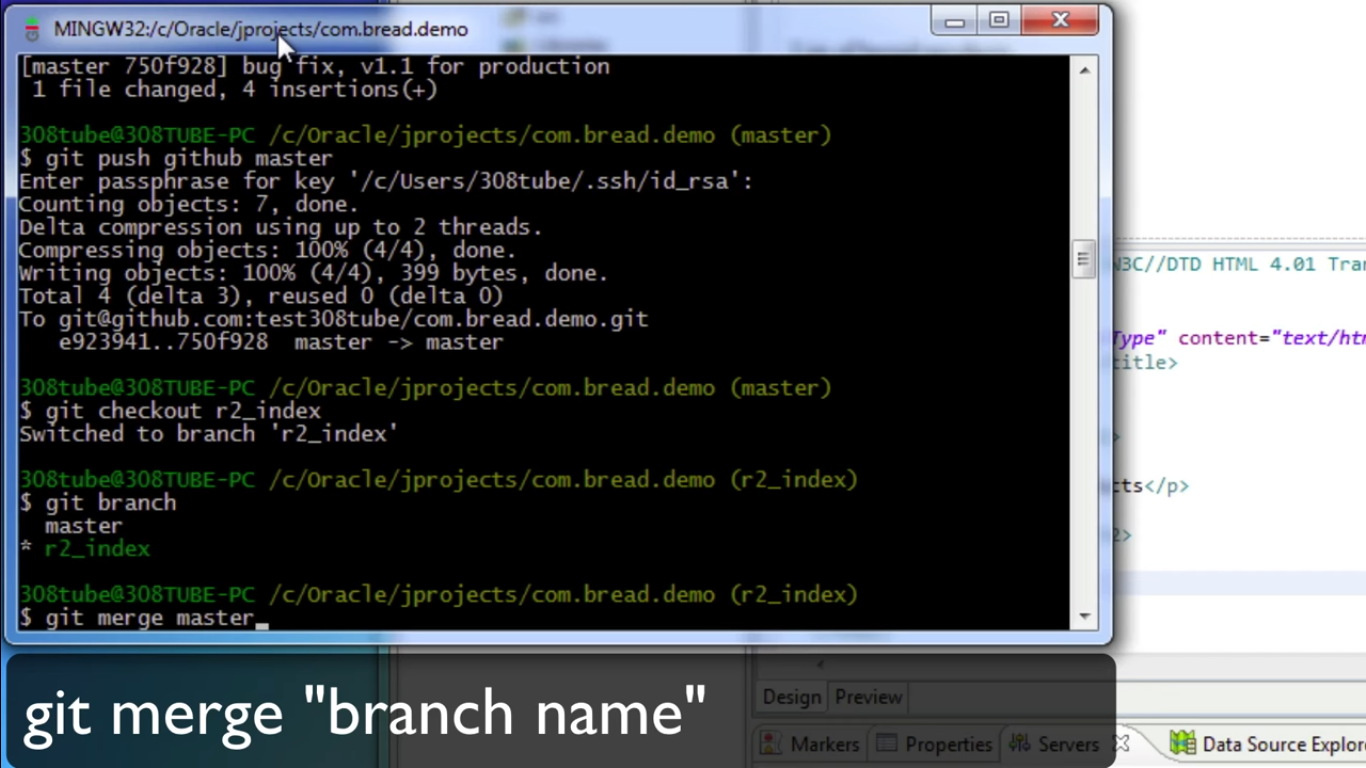 MINGW32:/c/Oracle/jprojects/com.bread.demo
[master 750f928] bug fix, v1.1 for production
1 file changed, 4 insertions(+)
308tube@308TUBE-PC /c/Oracle/jprojects/com.bread.demo (master)
$ git push github master
Enter passphrase for key '/c/Users/308tube/.ssh/id_rsa':
Counting objects: 7, done.
Delta compression using up to 2 threads.
Compressing objects: 100% (4/4), done.
Writing objects: 100% (4/4), 399 bytes, done.
Total 4 (delta 3), reused 0 (delta 0)
To git@github.com:test308tube/com.bread.demo.git
e923941..750f928 master -> master
308tube@308TUBE-PC /c/Oracle/jprojects/com.bread.demo (master)
$ git checkout r2_index
Switched to branch 'r2_index'
308tube@308TUBE-PC /c/Oracle/jprojects/com.bread.demo (r2_index)
$ git branch
master
* r2_index
308tube@308TUBE-PC /c/Oracle/jprojects/com.bread.demo (r2_index)
$ git merge master
W3C//DTD HTML 4.01 Tran
Type" content="text/htm
title>
>
cts</p>
2>
git merge "branch name"
Design Preview
Markers Properties Servers Data Source Explor